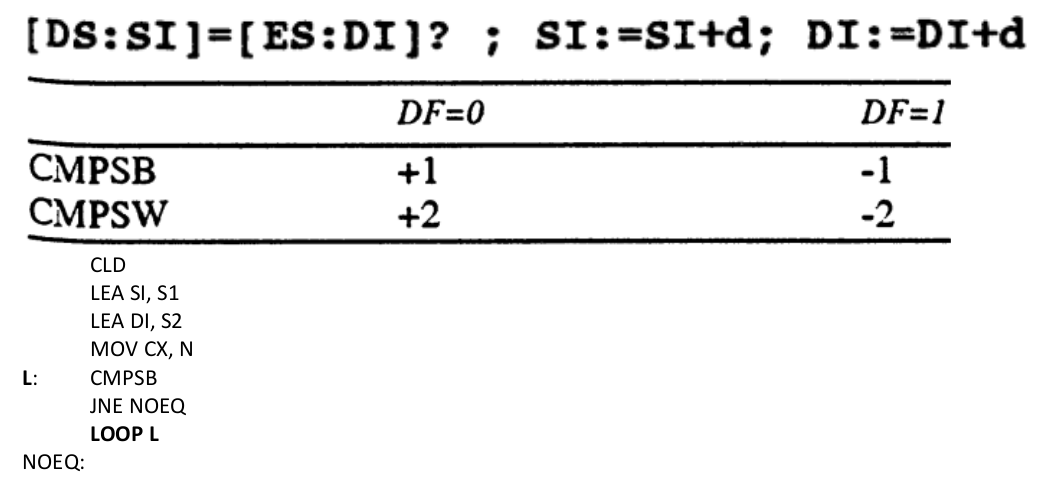 [DS:SI]=[ES:DI]? ; SI:=SI+d; DI:=DI+d
DF=0 DF=1
CMPSB +1 -1
CMPSW +2 -2
CLD
LEA SI, S1
LEA DI, S2
MOV CX, N
L: CMPSB
JNE NOEQ
LOOP L
NOEQ: